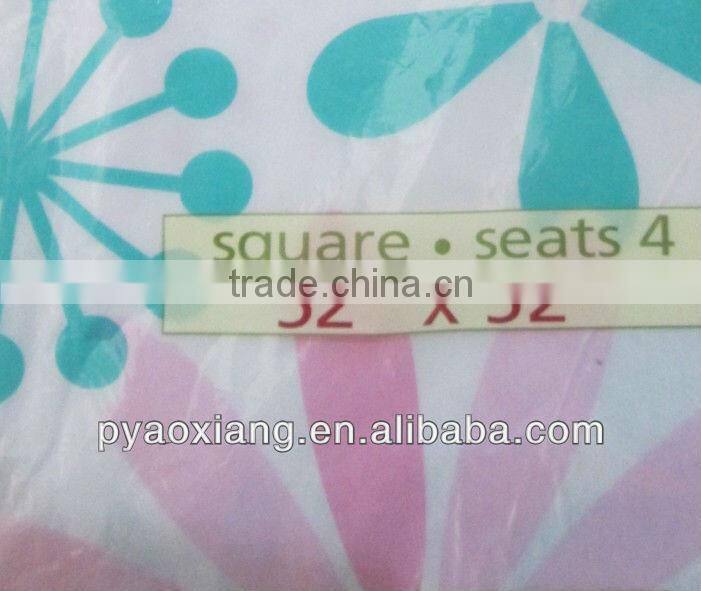 square • seats 4
trade.china.cn
x
pyaoxiang.en.alibaba.com